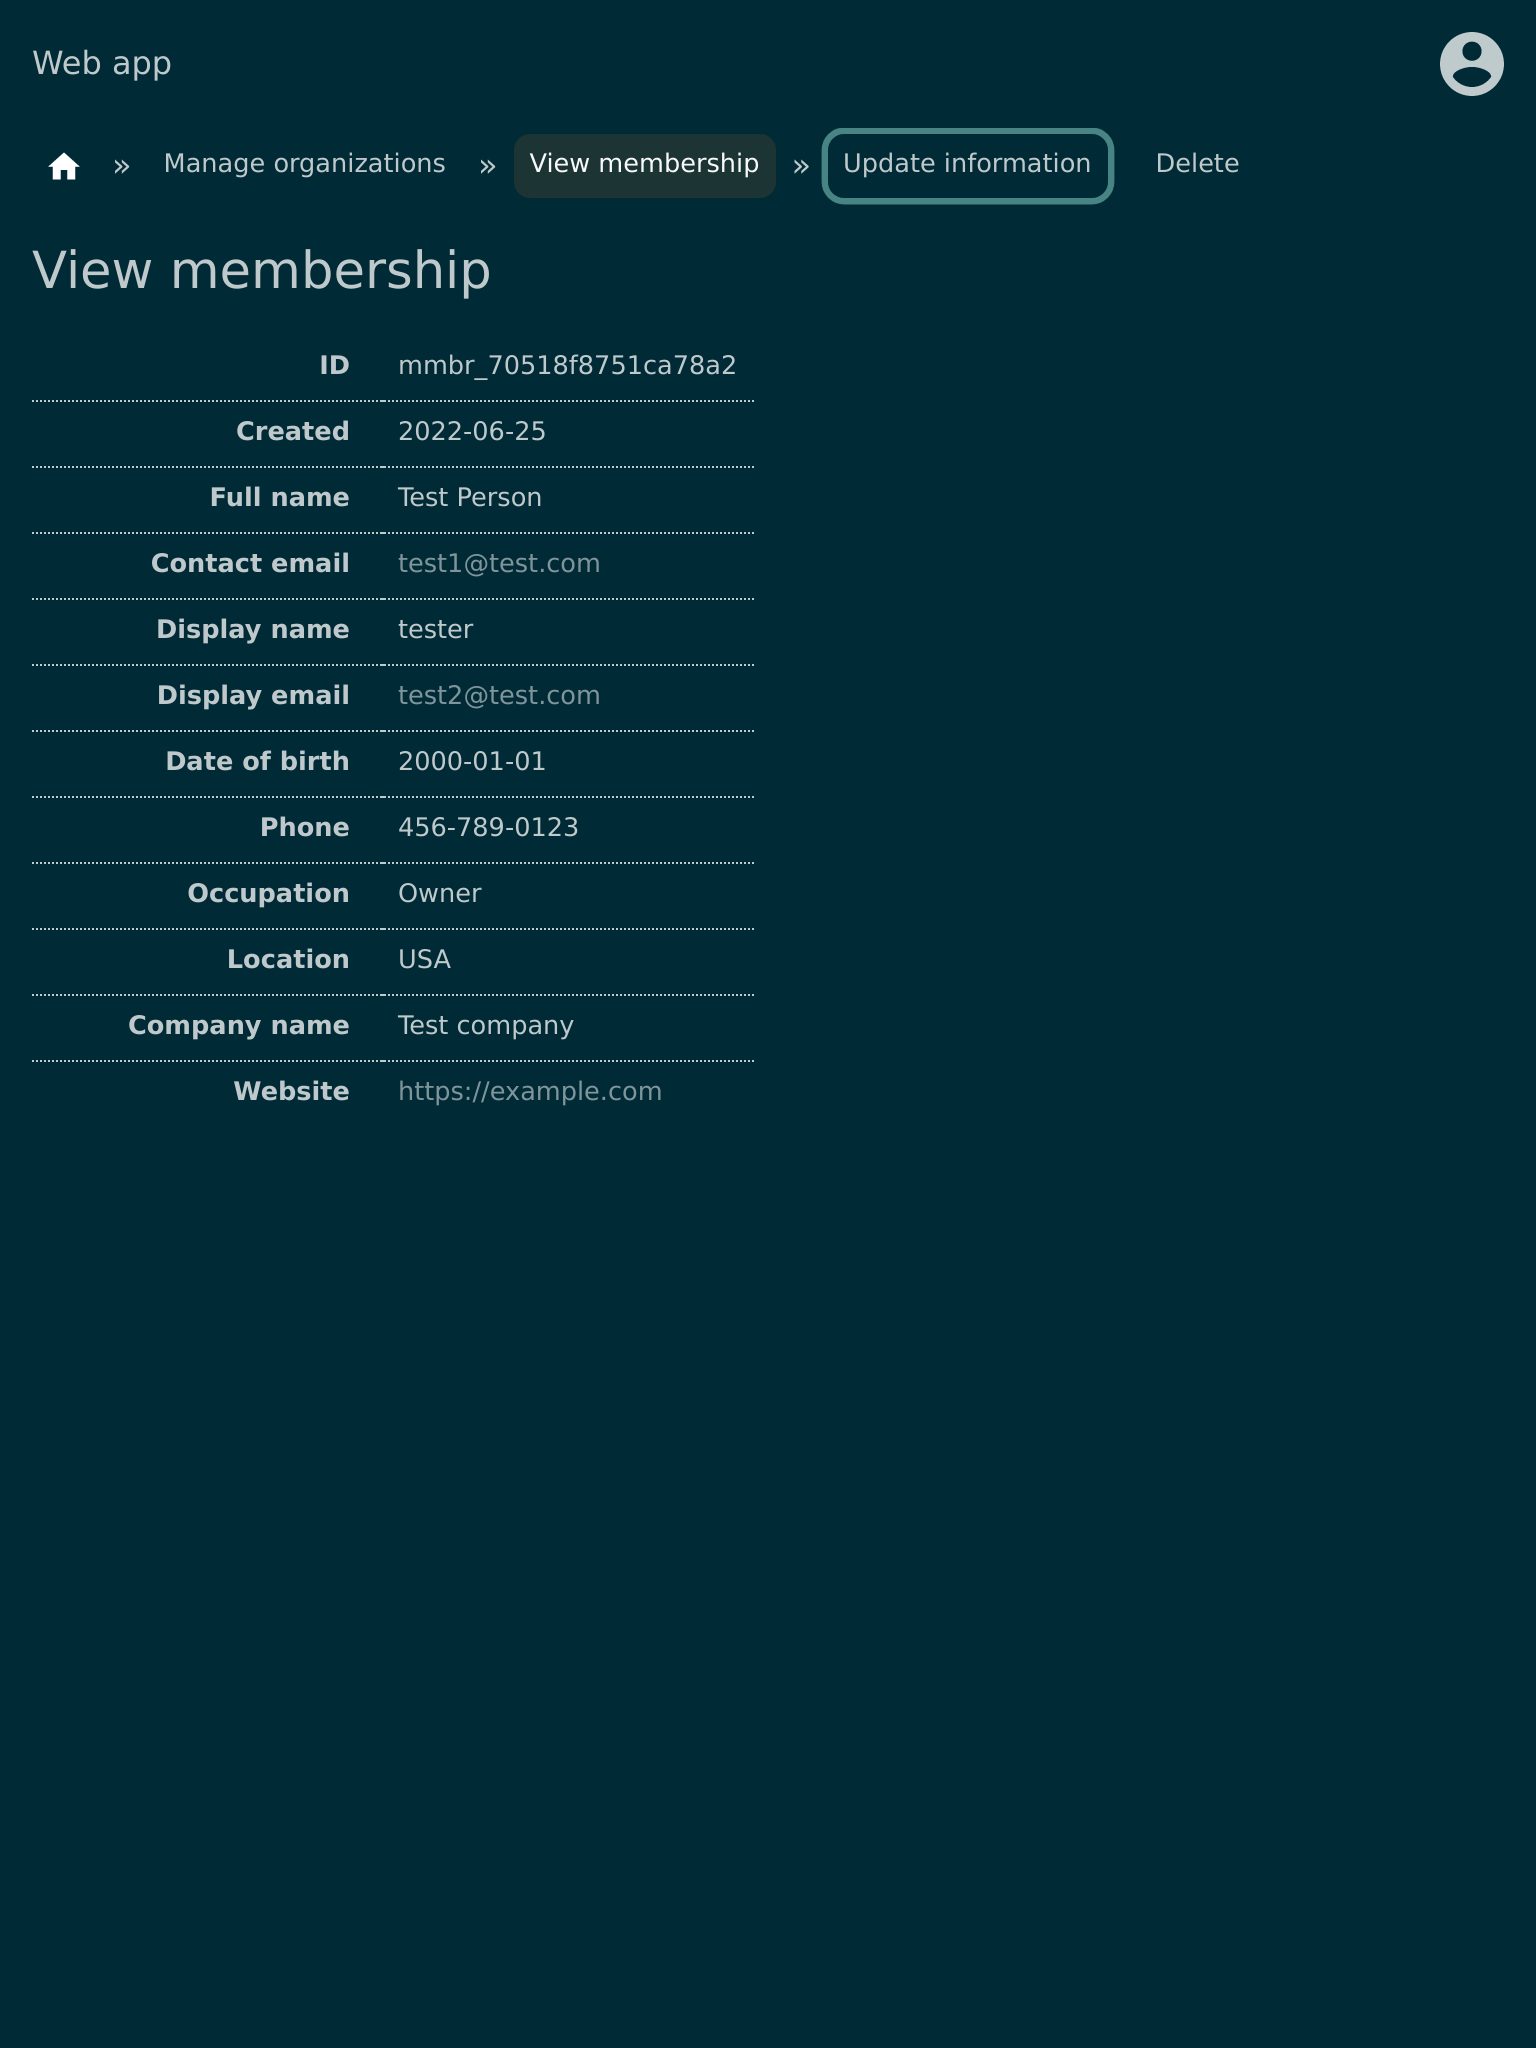 Web app
» Manage organizations » View membership » Update information Delete
View membership
ID mmbr_70518f8751ca78a2
Created 2022-06-25
Full name Test Person
Contact email test1@test.com
Display name tester
Display email test2@test.com
Date of birth 2000-01-01
Phone 456-789-0123
Occupation Owner
Location USA
Company name Test company
Website https://example.com